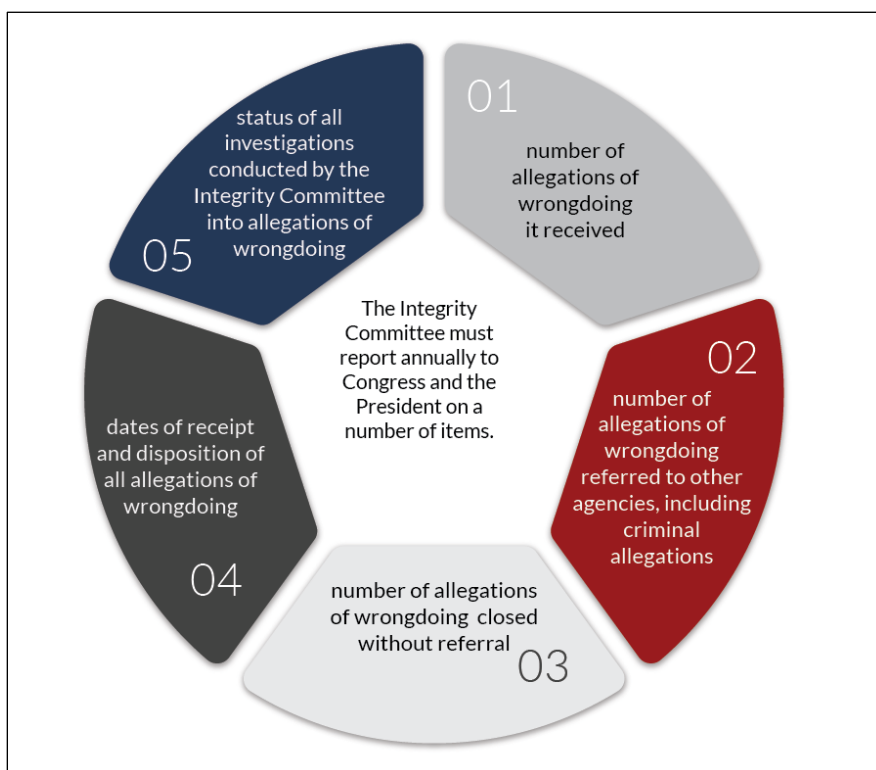 The Integrity
Committee must
report annually to
Congress and the
President on a
number of items.
01
number of
allegations of
wrongdoing
it received
02
number of
allegations of
wrongdoing
referred to other
agencies, including
criminal
allegations
number of allegations
of wrongdoing closed
without referral
03
dates of receipt
and disposition of
all allegations of
wrongdoing
04
status of all
investigations
conducted by the
Integrity Committee
into allegations of
wrongdoing
05